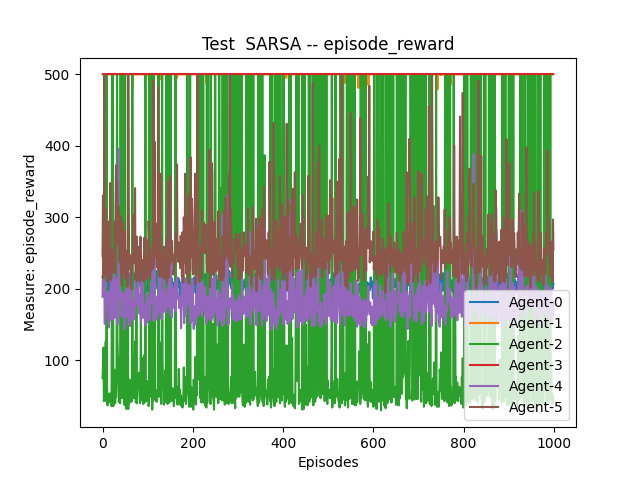 Test  SARSA -- episode_reward
Measure: episode_reward
500
400
300
200
100
0
200
400
600
800
1000
Episodes
Agent-0
Agent-1
Agent-2
Agent-3
Agent-4
Agent-5